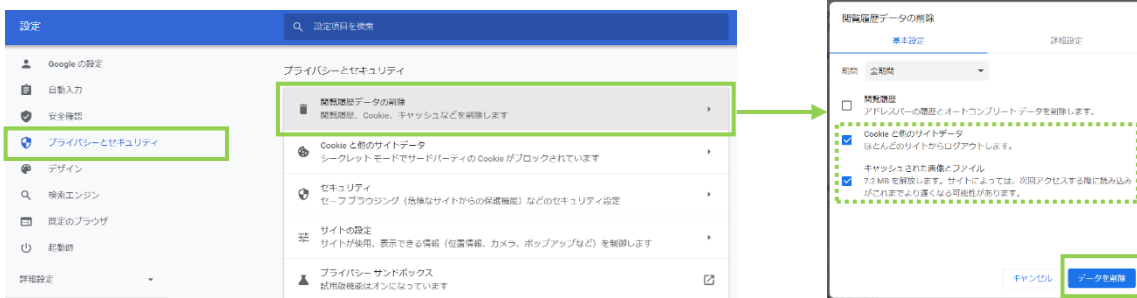 設定
設定項目を検索
Google の設定
自動入力
安全確認
プライバシーとセキュリティ
デザイン
検索エンジン
既定のブラウザ
起動時
詳細設定
プライバシーとセキュリティ
閲覧履歴データの削除
閲覧履歴、Cookie、キャッシュなどを削除します
Cookie と他のサイトデータ
シークレット モードでサードパーティの Cookie がブロックされています
セキュリティ
セーフ ブラウジング（危険なサイトからの保護機能）などのセキュリティ設定
サイトの設定
サイトが使用、表示できる情報（位置情報、カメラ、ポップアップなど）を制御します
プライバシー サンドボックス
試用版機能はオンになっています
閲覧履歴データの削除
基本設定
詳細設定
期間 全期間
閲覧履歴
アドレスバーの履歴とオートコンプリート データを削除します。
Cookie と他のサイトデータ
ほとんどのサイトからログアウトします。
キャッシュされた画像とファイル
7.2 MB を解放します。サイトによっては、次回アクセスする際に読み込み
がこれまでより遅くなる可能性があります。
キャンセル
データを削除